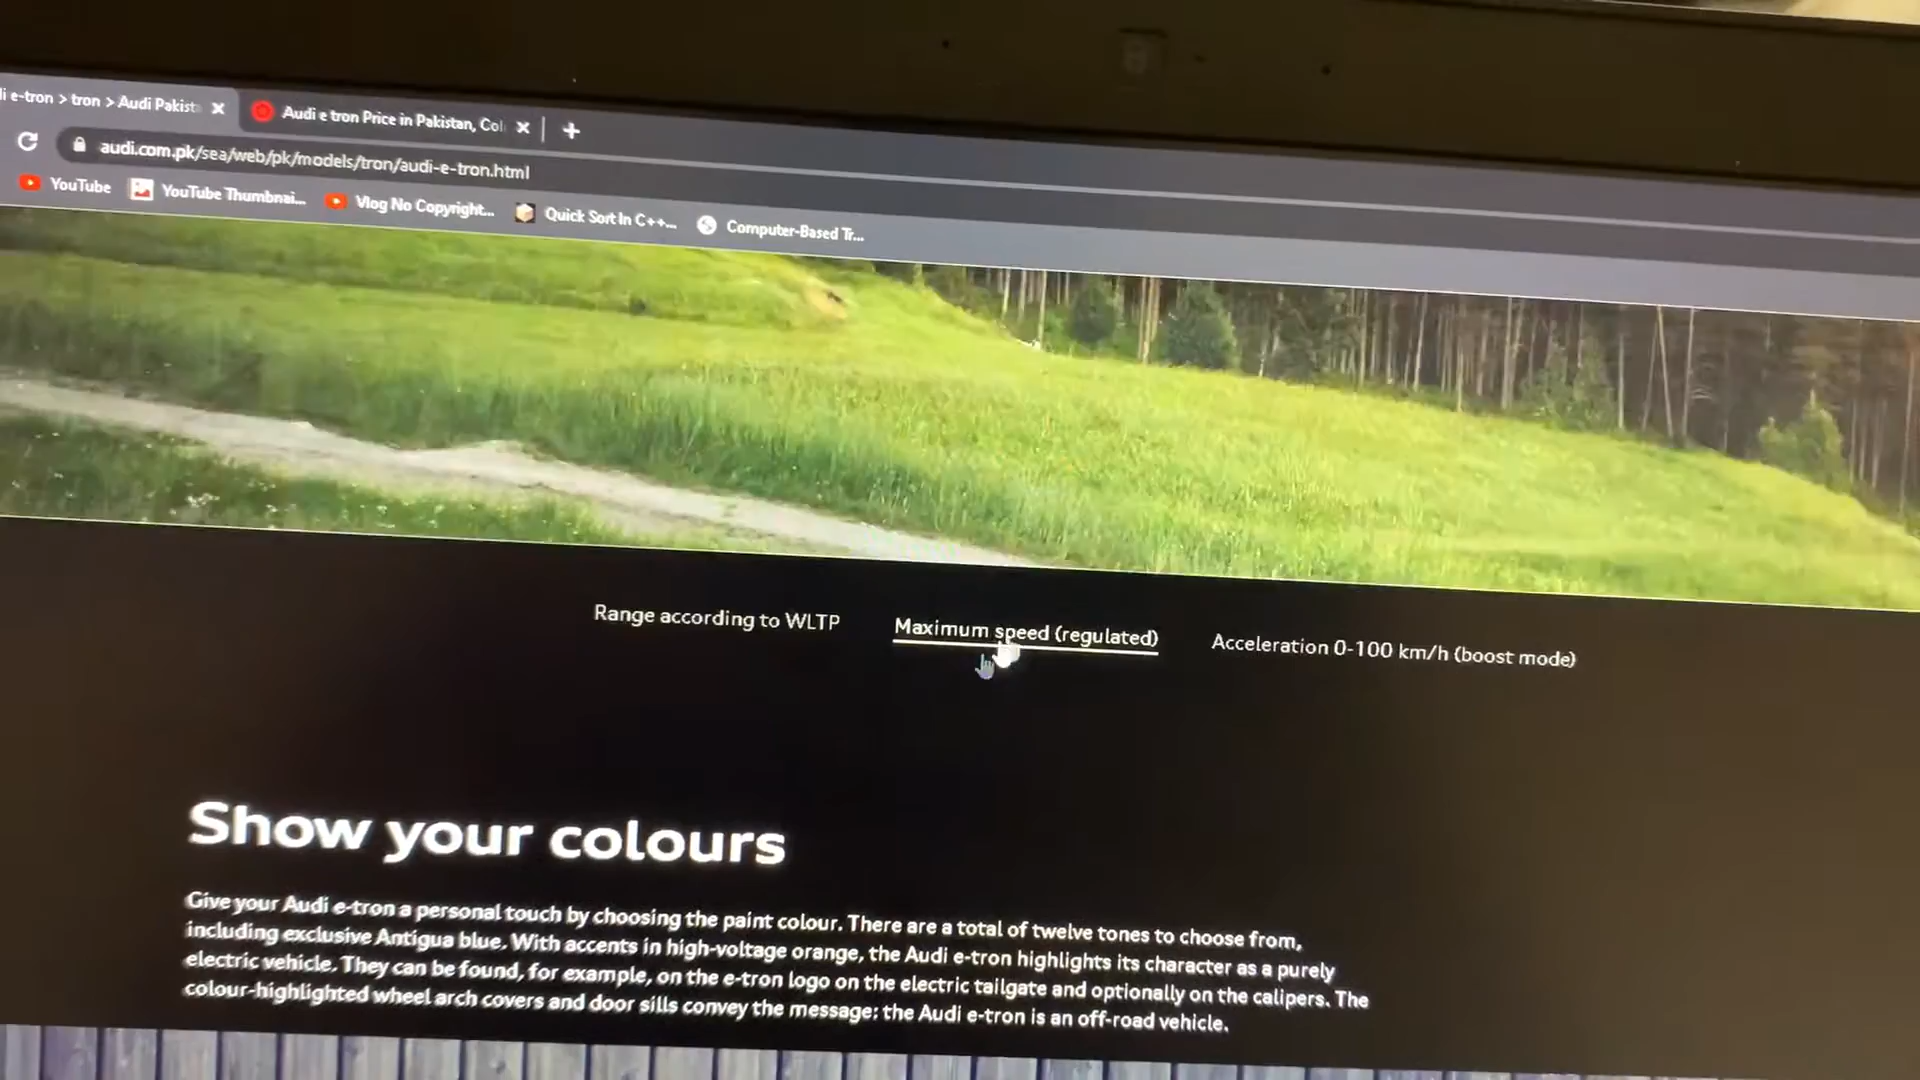 di e-tron > tron > Audi Pakist
Audi e tron Price in Pakistan, Col
audi.com.pk/sea/web/pk/models/tron/audi-e-tron.html
YouTube
YouTube Thumbnai...
Vlog No Copyright...
Quick Sort In C++...
Computer-Based Tr...
Range according to WLTP
Maximum speed (regulated)
Acceleration 0-100 km/h (boost mode)
Show your colours
Give your Audi e-tron a personal touch by choosing the paint colour. There are a total of twelve tones to choose from,
including exclusive Antigua blue. With accents in high-voltage orange, the Audi e-tron highlights its character as a purely
electric vehicle. They can be found, for example, on the e-tron logo on the electric tailgate and optionally on the calipers. The
colour-highlighted wheel arch covers and door sills convey the message: the Audi e-tron is an off-road vehicle.